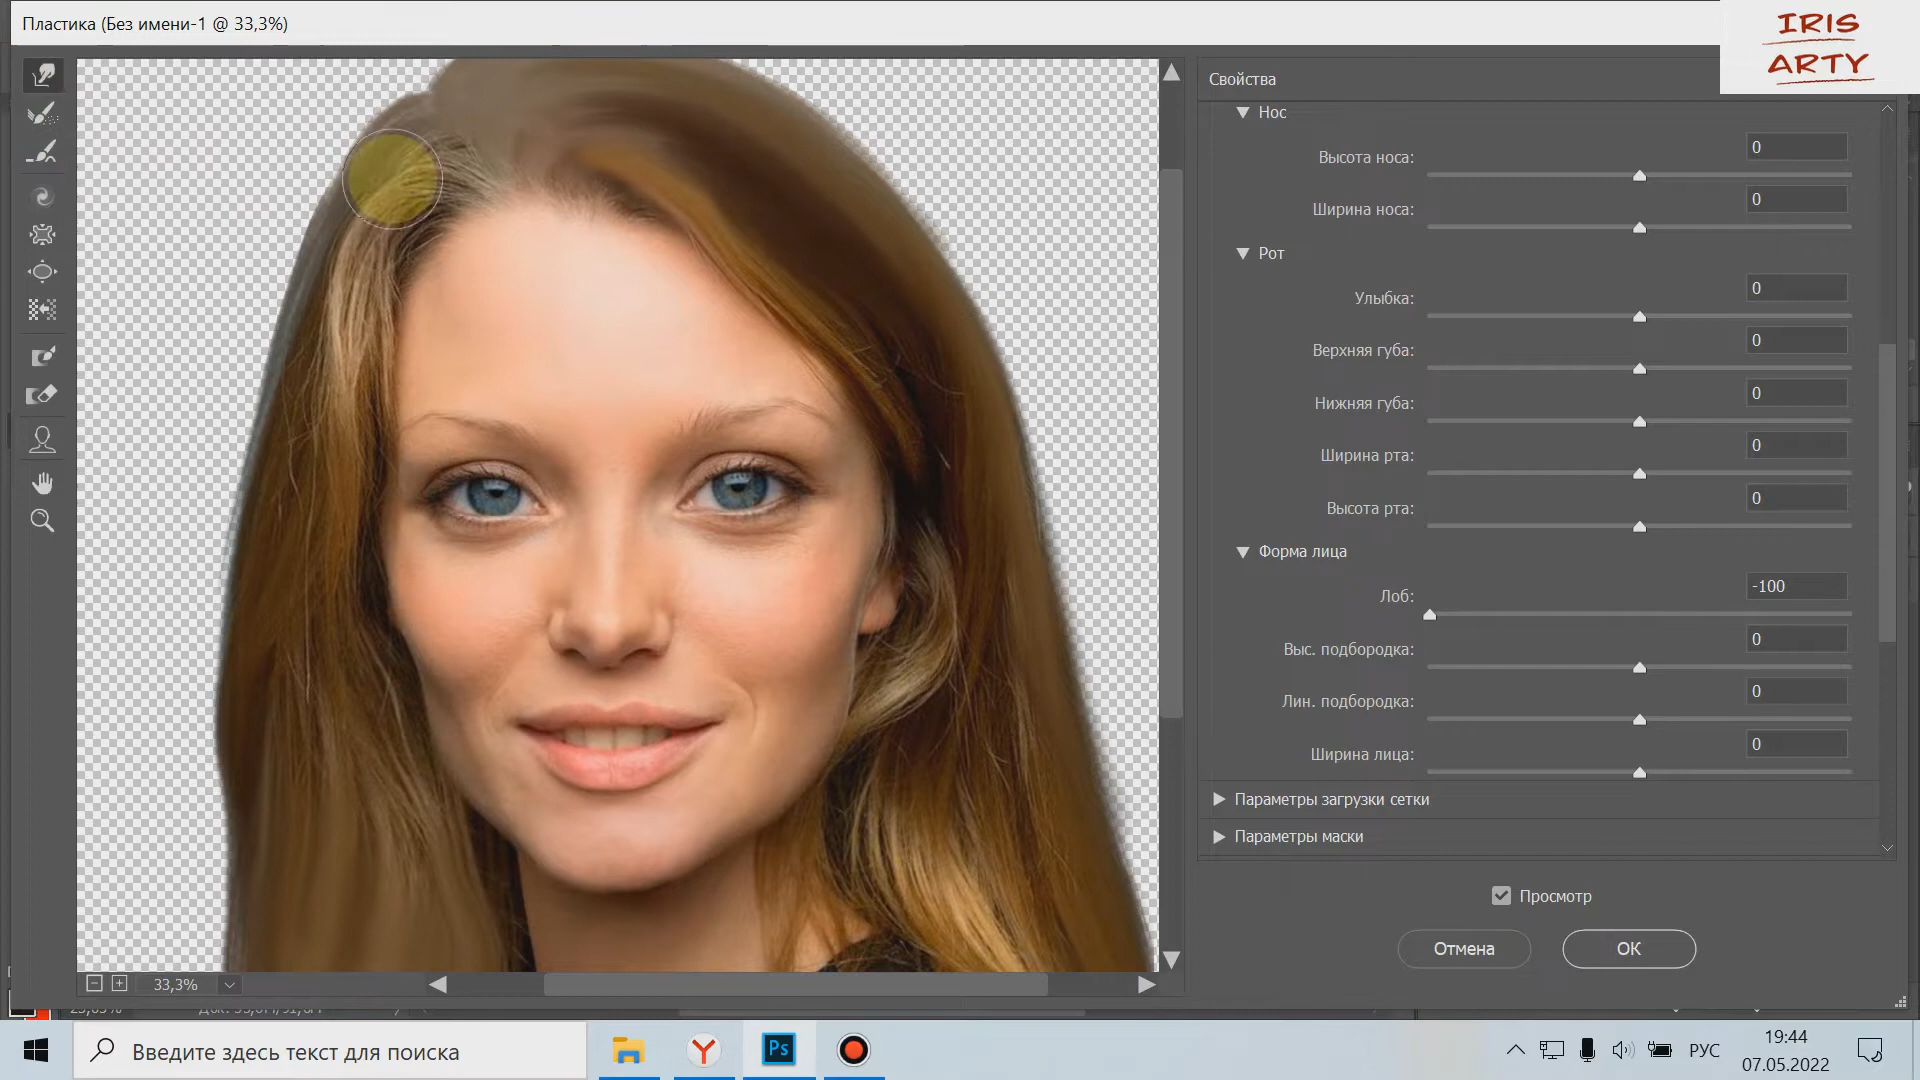 Пластика (Без имени-1 @ 33,3%)
IRIS
ARTY
Свойства
Нос
Высота носа: 0
Ширина носа: 0
Рот
Улыбка: 0
Верхняя губа: 0
Нижняя губа: 0
Ширина рта: 0
Высота рта: 0
Форма лица
Лоб: -100
Выс. подбородка: 0
Лин. подбородка: 0
Ширина лица: 0
Параметры загрузки сетки
Параметры маски
Просмотр
Отмена
ОК
33,3%
Введите здесь текст для поиска
Ps
РУС
19:44
07.05.2022